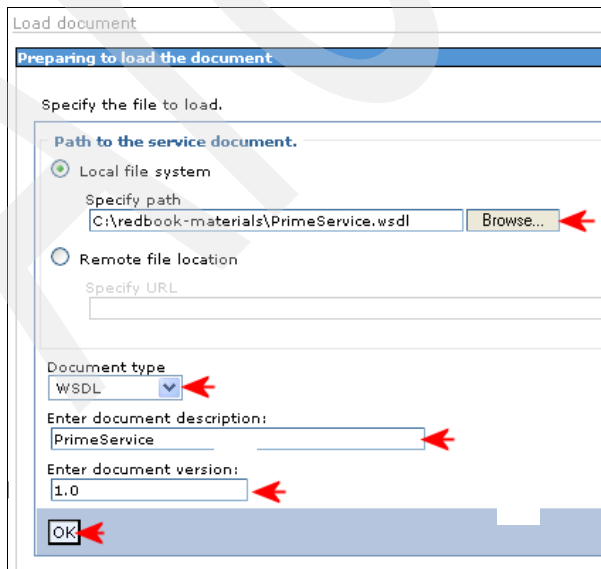 Load document
Preparing to load the document
Specify the file to load.
Path to the service document.
Local file system
Specify path
C:\redbook-materials\PrimeService.wsdl Browse...
Remote file location
Specify URL
Document type
WSDL
Enter document description:
PrimeService
Enter document version:
1.0
OK